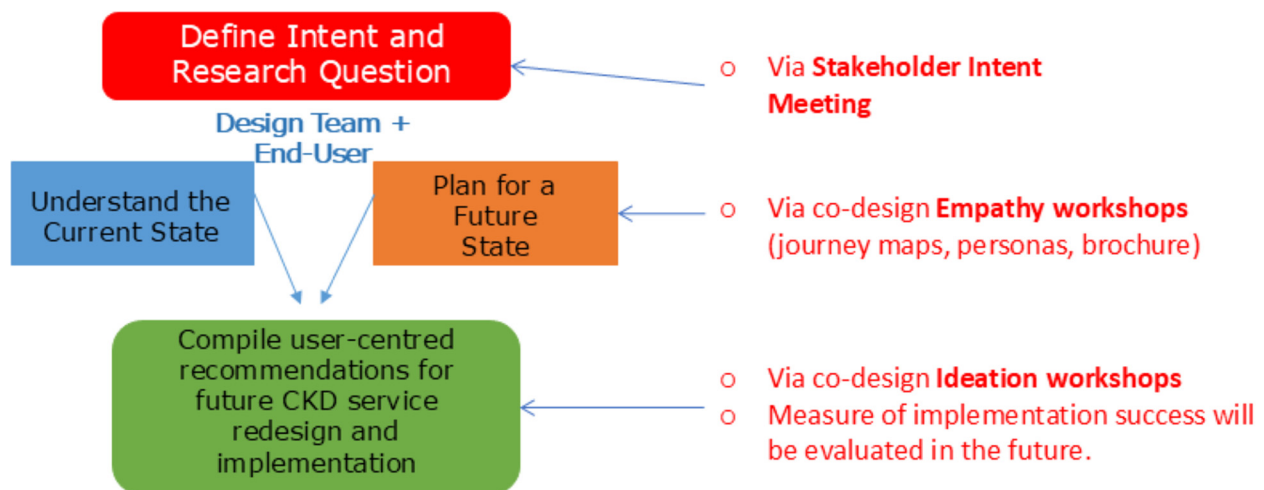 Define Intent and
Research Question
Design Team +
End-User
Understand the
Current State
Plan for a
Future
State
Compile user-centred
recommendations for
future CKD service
redesign and
implementation
o Via Stakeholder Intent
Meeting
o Via co-design Empathy workshops
(journey maps, personas, brochure)
o Via co-design Ideation workshops
o Measure of implementation success will
be evaluated in the future.